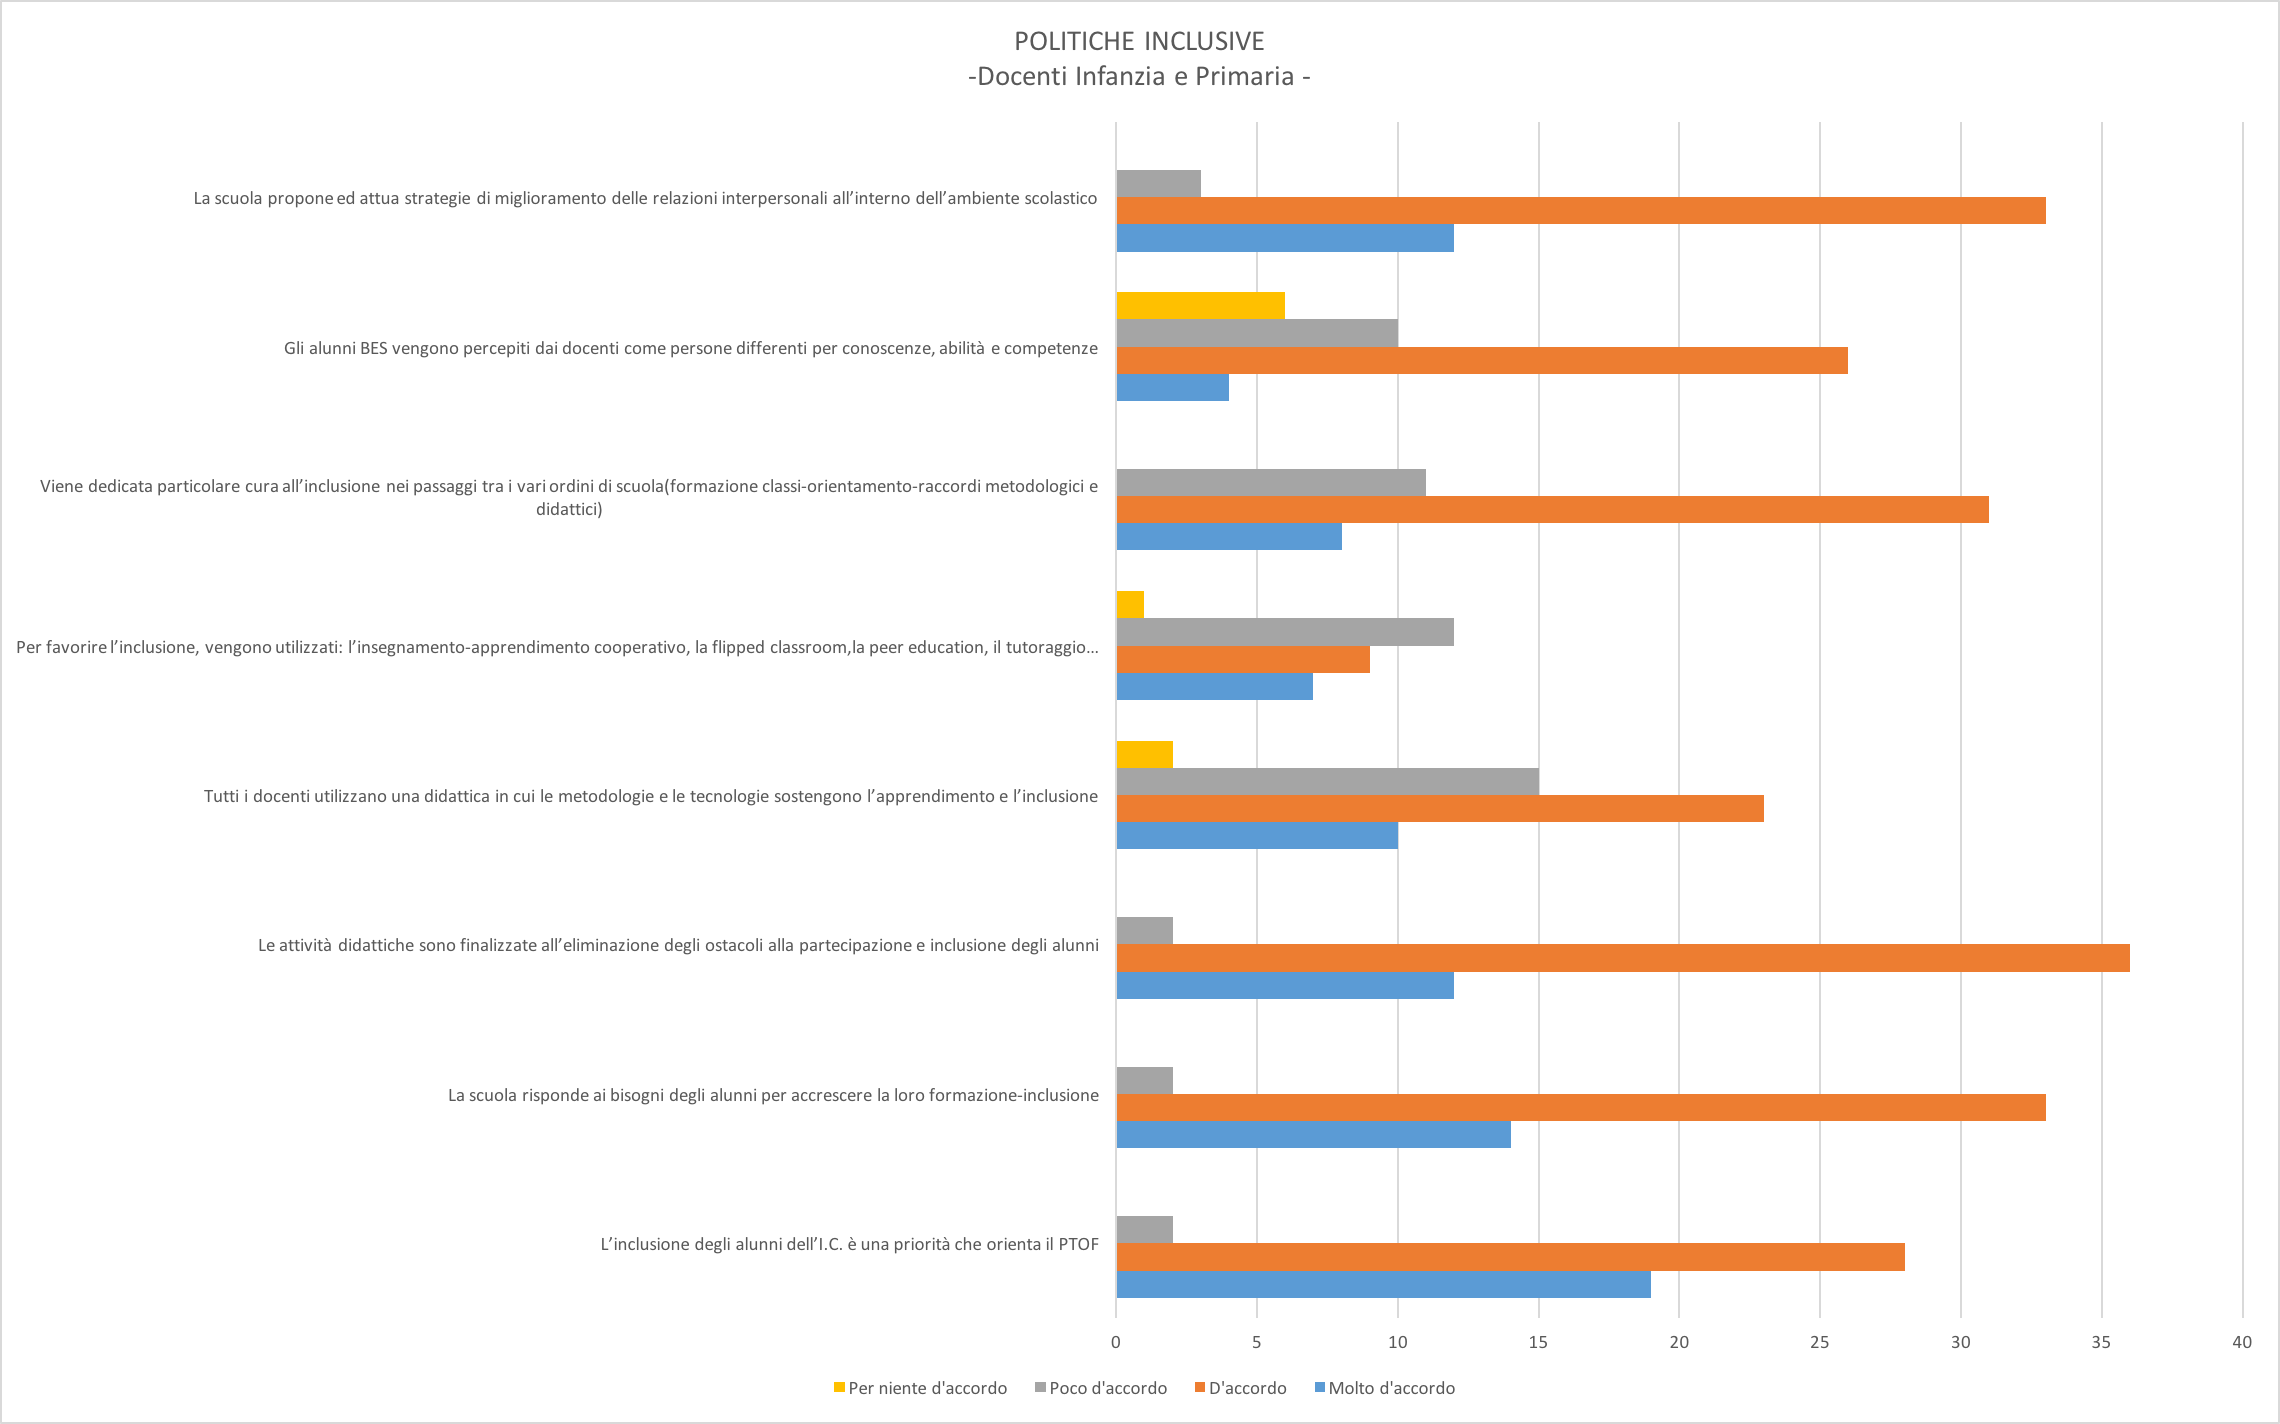 POLITICHE INCLUSIVE
-Docenti Infanzia e Primaria -
La scuola propone ed attua strategie di miglioramento delle relazioni interpersonali all’interno dell’ambiente scolastico
Gli alunni BES vengono percepiti dai docenti come persone differenti per conoscenze, abilità e competenze
Viene dedicata particolare cura all’inclusione nei passaggi tra i vari ordini di scuola(formazione classi-orientamento-raccordi metodologici e
didattici)
Per favorire l’inclusione, vengono utilizzati: l’insegnamento-apprendimento cooperativo, la flipped classroom,la peer education, il tutoraggio…
Tutti i docenti utilizzano una didattica in cui le metodologie e le tecnologie sostengono l’apprendimento e l’inclusione
Le attività didattiche sono finalizzate all’eliminazione degli ostacoli alla partecipazione e inclusione degli alunni
La scuola risponde ai bisogni degli alunni per accrescere la loro formazione-inclusione
L’inclusione degli alunni dell’I.C. è una priorità che orienta il PTOF
0 5 10 15 20 25 30 35 40
Per niente d'accordo Poco d'accordo D'accordo Molto d'accordo